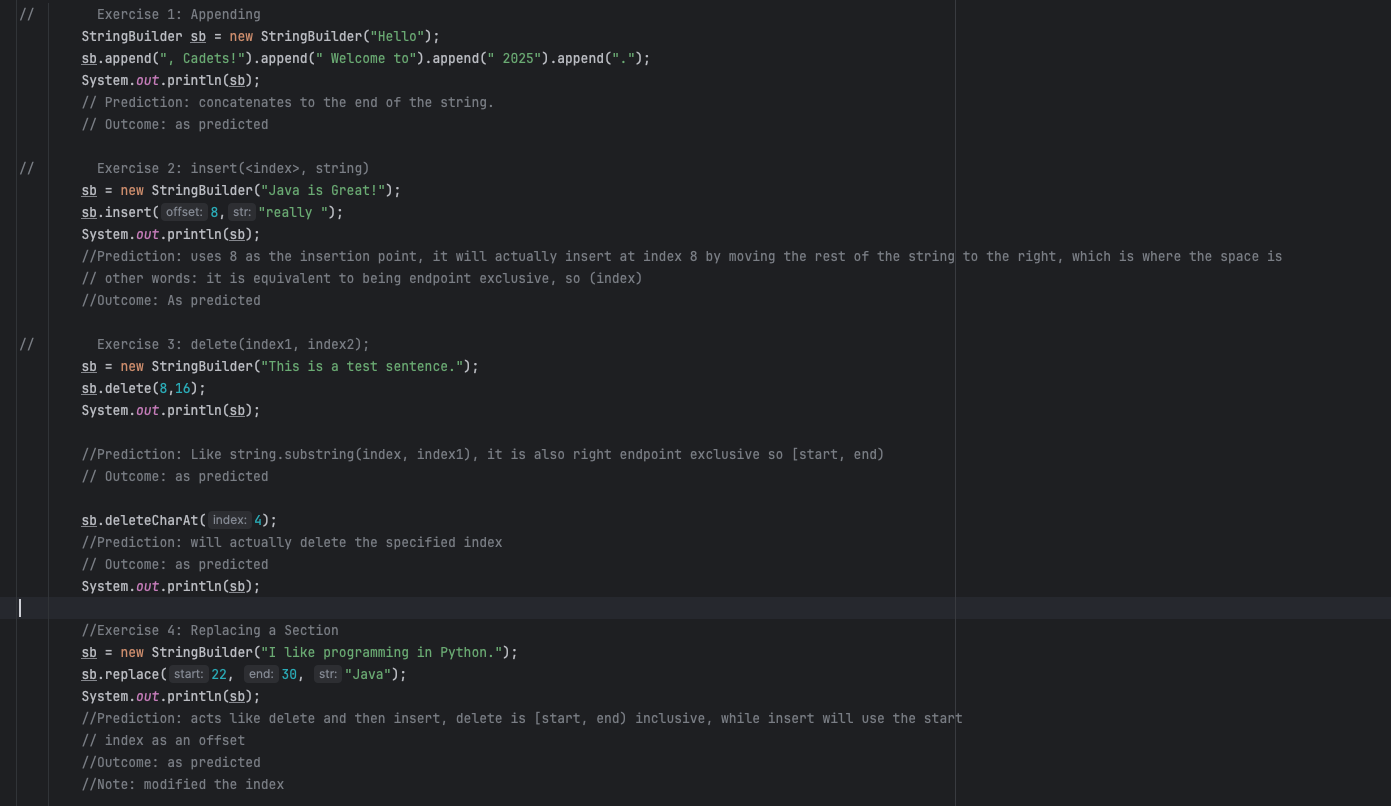 //        Exercise 1: Appending
StringBuilder sb = new StringBuilder("Hello");
sb.append(", Cadets!").append(" Welcome to").append(" 2025").append(".");
System.out.println(sb);
// Prediction: concatenates to the end of the string.
// Outcome: as predicted
//        Exercise 2: insert(<index>, string)
sb = new StringBuilder("Java is Great!");
sb.insert( offset: 8, str: "really ");
System.out.println(sb);
//Prediction: uses 8 as the insertion point, it will actually insert at index 8 by moving the rest of the string to the right, which is where the space is
// other words: it is equivalent to being endpoint exclusive, so (index)
//Outcome: As predicted
//        Exercise 3: delete(index1, index2);
sb = new StringBuilder("This is a test sentence.");
sb.delete(8,16);
System.out.println(sb);
//Prediction: Like string.substring(index, index1), it is also right endpoint exclusive so [start, end)
// Outcome: as predicted
sb.deleteCharAt( index: 4);
//Prediction: will actually delete the specified index
// Outcome: as predicted
System.out.println(sb);
//Exercise 4: Replacing a Section
sb = new StringBuilder("I like programming in Python.");
sb.replace( start: 22, end: 30, str: "Java");
System.out.println(sb);
//Prediction: acts like delete and then insert, delete is [start, end) inclusive, while insert will use the start
// index as an offset
//Outcome: as predicted
//Note: modified the index